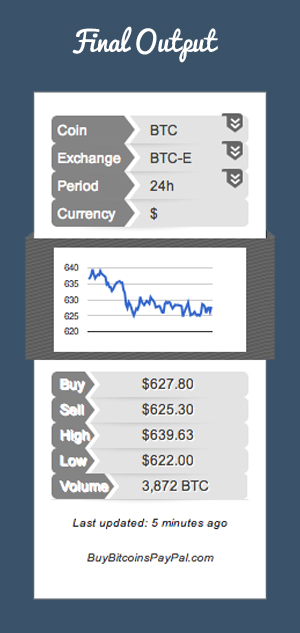 Final Output
Coin BTC
Exchange BTC-E
Period 24h
Currency $
640
635
630
625
620
Buy $627.80
Sell $625.30
High $639.63
Low $622.00
Volume 3,872 BTC
Last updated: 5 minutes ago
BuyBitcoinsPayPal.com